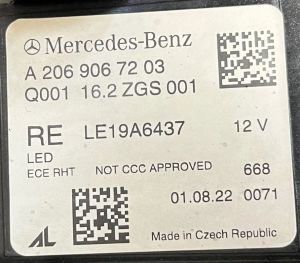 Mercedes-Benz
A 206 906 72 03
Q001 16.2 ZGS 001
RE LE19A6437 12 V
LED
ECE RHT NOT CCC APPROVED 668
01.08.22 0071
AL Made in Czech Republic